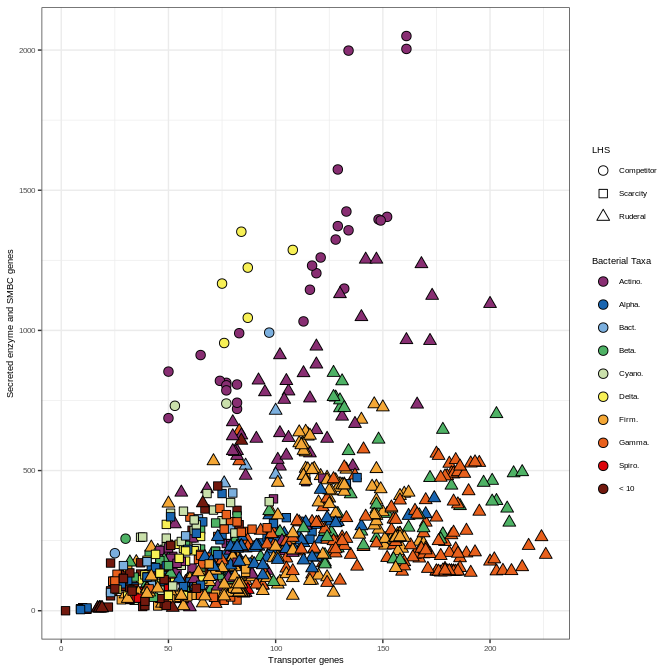 2000
1500
1000
500
0
0
50
100
150
200
Transporter genes
Secreted enzyme and SMBC genes
LHS
Competitor
Scarcity
Ruderal
Bacterial Taxa
Actino.
Alpha.
Bact.
Beta.
Cyano.
Delta.
Firm.
Gamma.
Spiro.
< 10